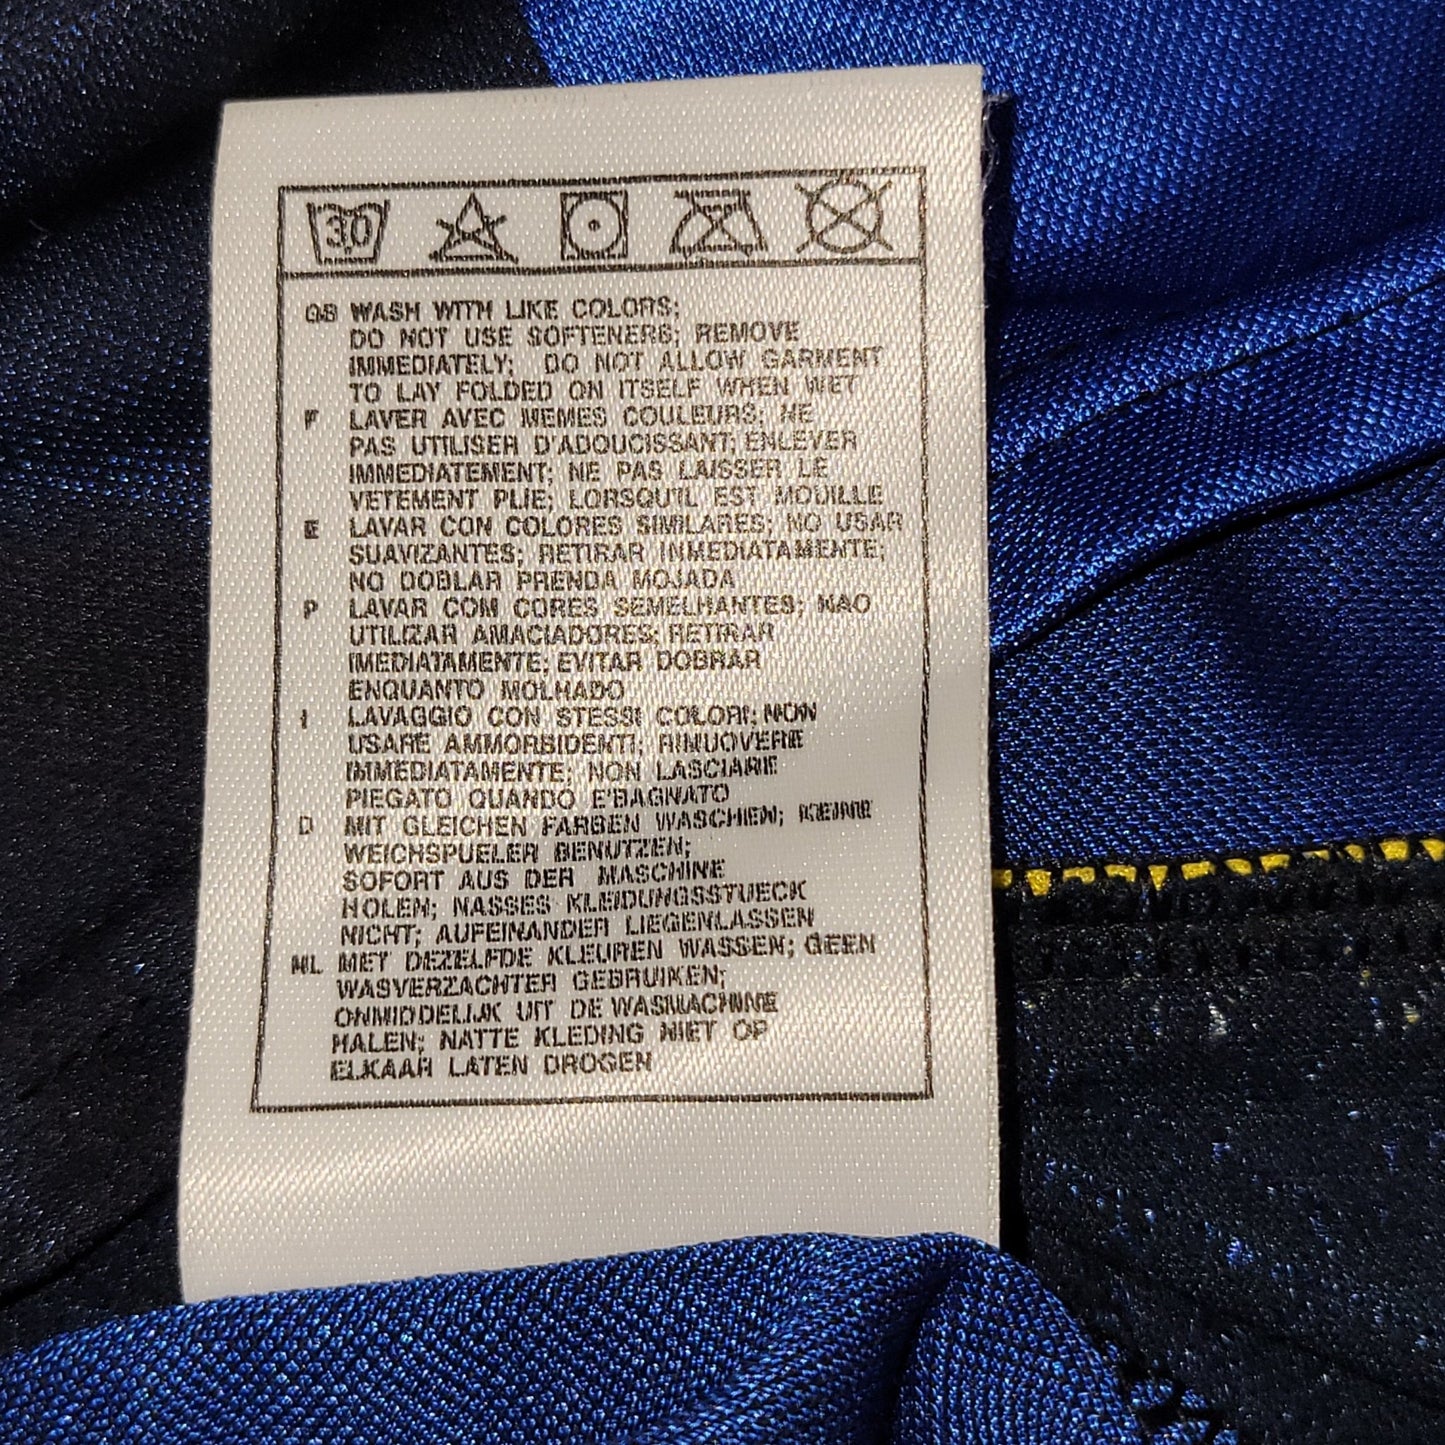 30
GB WASH WITH LIKE COLORS;
DO NOT USE SOFTENERS; REMOVE
IMMEDIATELY; DO NOT ALLOW GARMENT
TO LAY FOLDED ON ITSELF WHEN WET
F LAVER AVEC MEMES COULEURS; NE
PAS UTILISER D'ADOUCISSANT; ENLEVER
IMMEDIATEMENT; NE PAS LAISSER LE
VETEMENT PLIE; LORSQU'IL EST MOUILLE
E LAVAR CON COLORES SIMILARES; NO USAR
SUAVIZANTES; RETIRAR INMEDIATAMENTE;
NO DOBLAR PRENDA MOJADA
P LAVAR COM CORES SEMELHANTES; NAO
UTILIZAR AMACIADORES; RETIRAR
IMEDIATAMENTE; EVITAR DOBRAR
ENQUANTO MOLHADO
I LAVAGGIO CON STESSI COLORI; NON
USARE AMMORBIDENTI; RIMUOVERE
IMMEDIATAMENTE; NON LASCIARE
PIEGATO QUANDO E'BAGNATO
D MIT GLEICHEN FARBEN WASCHEN; KEINE
WEICHSPUELER BENUTZEN;
SOFORT AUS DER MASCHINE
HOLEN; NASSES KLEIDUNGSSTUECK
NICHT; AUFEINANDER LIEGENLASSEN
NL MET DEZELFDE KLEUREN WASSEN; GEEN
WASVERZACHTER GEBRUIKEN;
ONMIDDELIJK UIT DE WASMACHINE
HALEN; NATTE KLEDING NIET OP
ELKAAR LATEN DROGEN